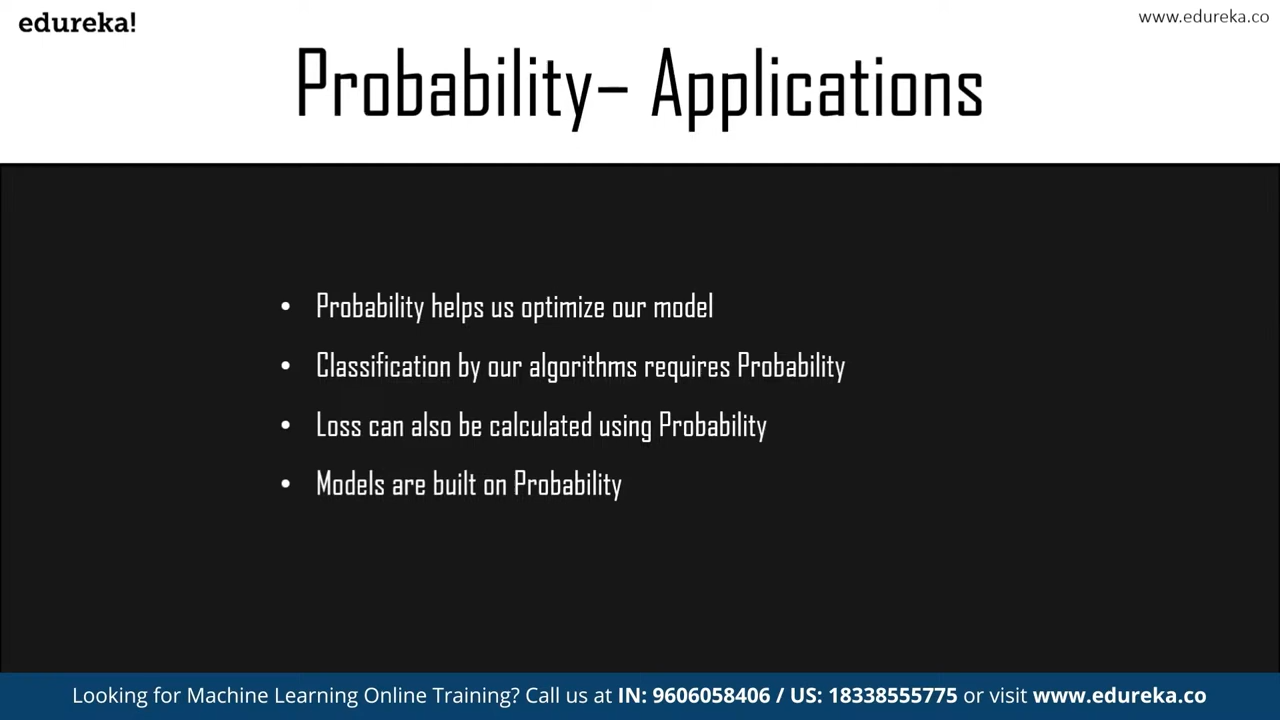 edureka!
www.edureka.co
Probability– Applications
• Probability helps us optimize our model
• Classification by our algorithms requires Probability
• Loss can also be calculated using Probability
• Models are built on Probability
Looking for Machine Learning Online Training? Call us at IN: 9606058406 / US: 18338555775 or visit www.edureka.co